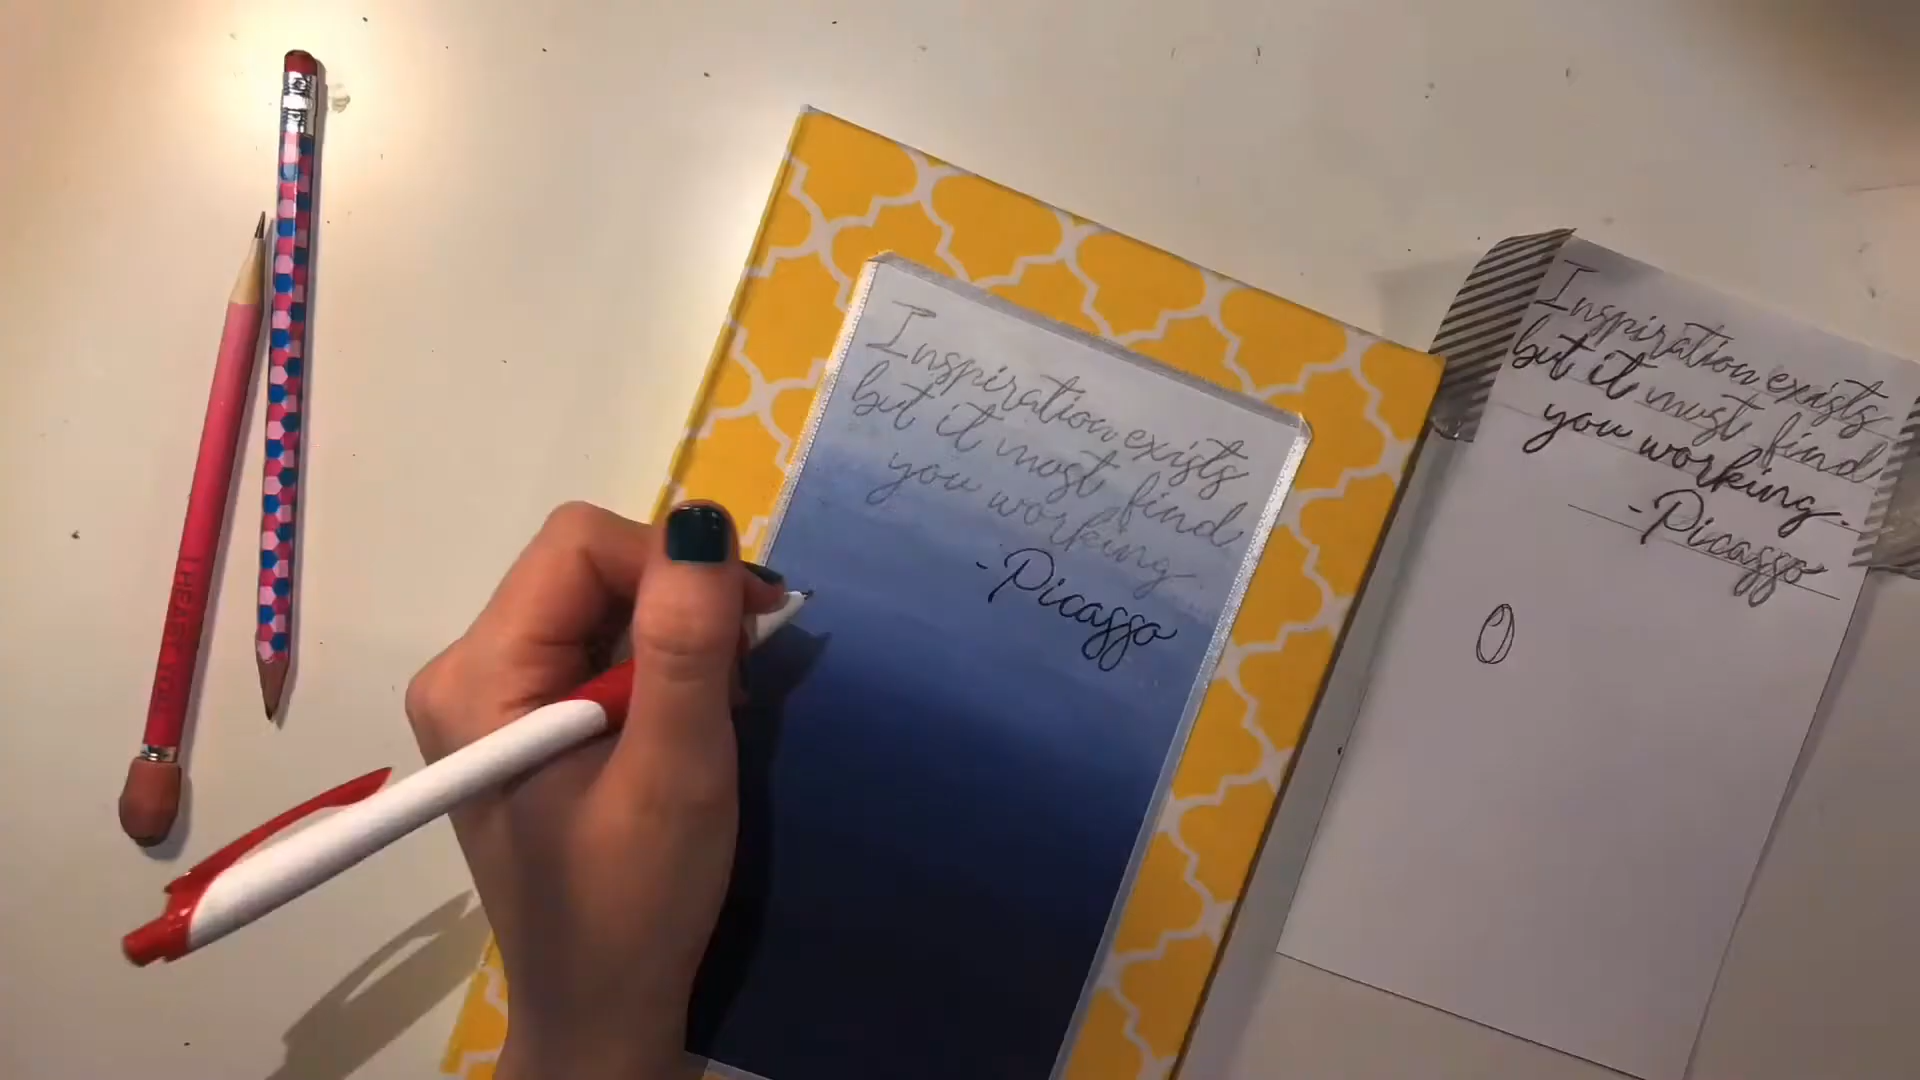 Inspiration exists
but it must find
you working.
-Picasso
Inspiration exists
but it must find
you working.
-Picasso